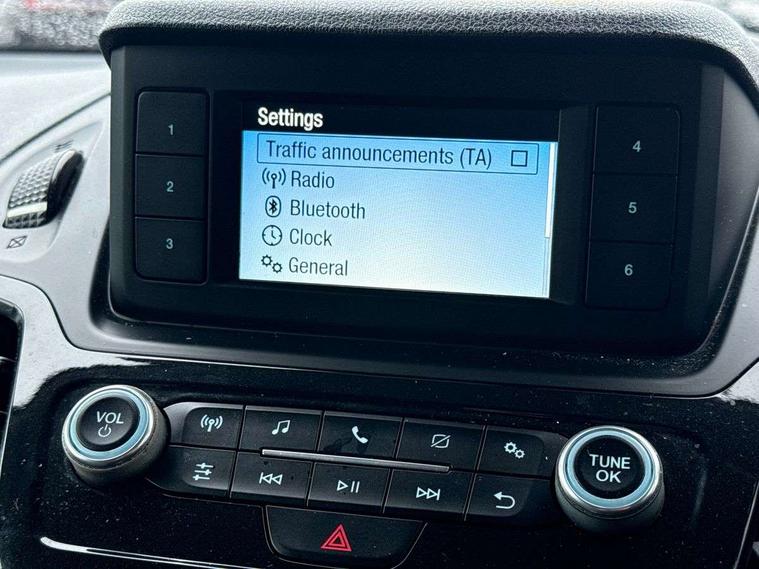 Settings
1
Traffic announcements (TA)
4
Radio
2
Bluetooth
5
Clock
3
General
6
VOL
TUNE
OK